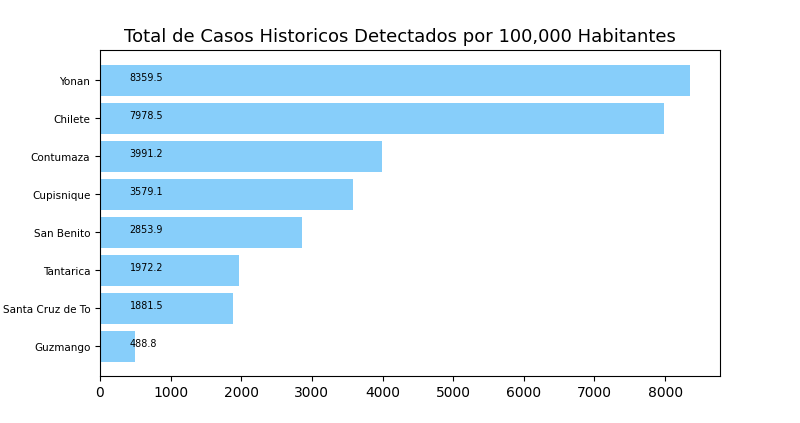 Total de Casos Historicos Detectados por 100,000 Habitantes
Yonan 8359.5
Chilete 7978.5
Contumaza 3991.2
Cupisnique 3579.1
San Benito 2853.9
Tantarica 1972.2
Santa Cruz de To 1881.5
Guzmango 488.8
0 1000 2000 3000 4000 5000 6000 7000 8000